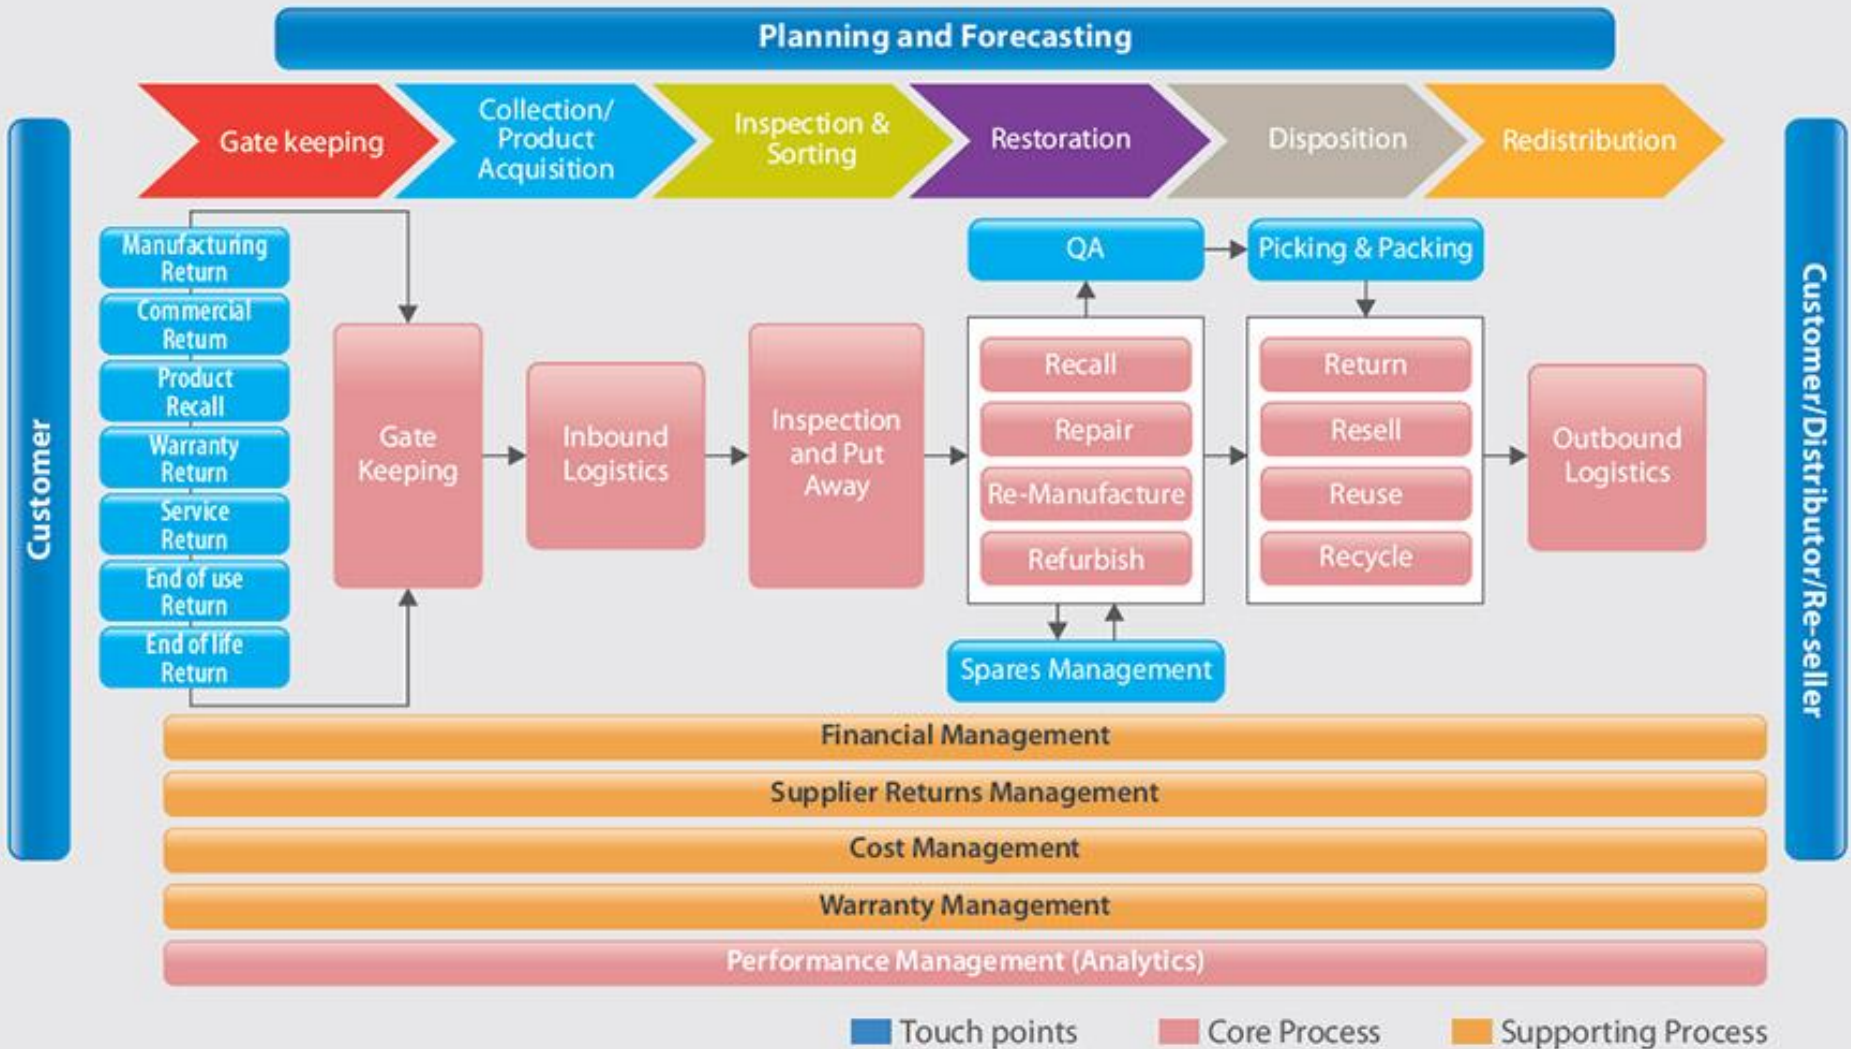 Planning and Forecasting
Gate keeping
Collection/
Product
Acquisition
Inspection &
Sorting
Restoration
Disposition
Redistribution
Customer
Manufacturing
Return
Commercial
Return
Product
Recall
Warranty
Return
Service
Return
End of use
Return
End of life
Return
Gate
Keeping
Inbound
Logistics
Inspection
and Put
Away
QA
Recall
Repair
Re-Manufacture
Refurbish
Spares Management
Picking & Packing
Return
Resell
Reuse
Recycle
Outbound
Logistics
Customer/Distributor/Re-seller
Financial Management
Supplier Returns Management
Cost Management
Warranty Management
Performance Management (Analytics)
Touch points
Core Process
Supporting Process